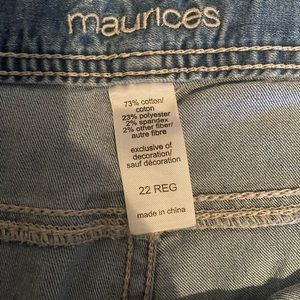 maurices
73% cotton/
coton
23% polyester
2% spandex
2% other fiber/
autre fibre
exclusive of
decoration/
sauf décoration
22 REG
made in china